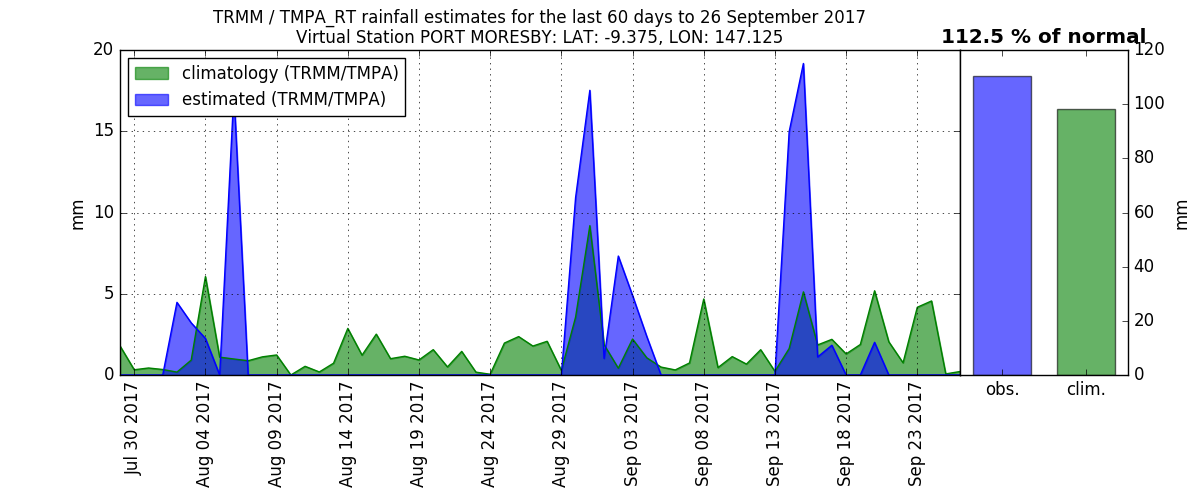 TRMM / TMPA_RT rainfall estimates for the last 60 days to 26 September 2017
Virtual Station PORT MORESBY: LAT: -9.375, LON: 147.125
112.5 % of normal
climatology (TRMM/TMPA)
estimated (TRMM/TMPA)
20
15
10
5
0
mm
Jul 30 2017
Aug 04 2017
Aug 09 2017
Aug 14 2017
Aug 19 2017
Aug 24 2017
Aug 29 2017
Sep 03 2017
Sep 08 2017
Sep 13 2017
Sep 18 2017
Sep 23 2017
120
100
80
60
40
20
0
mm
obs.
clim.